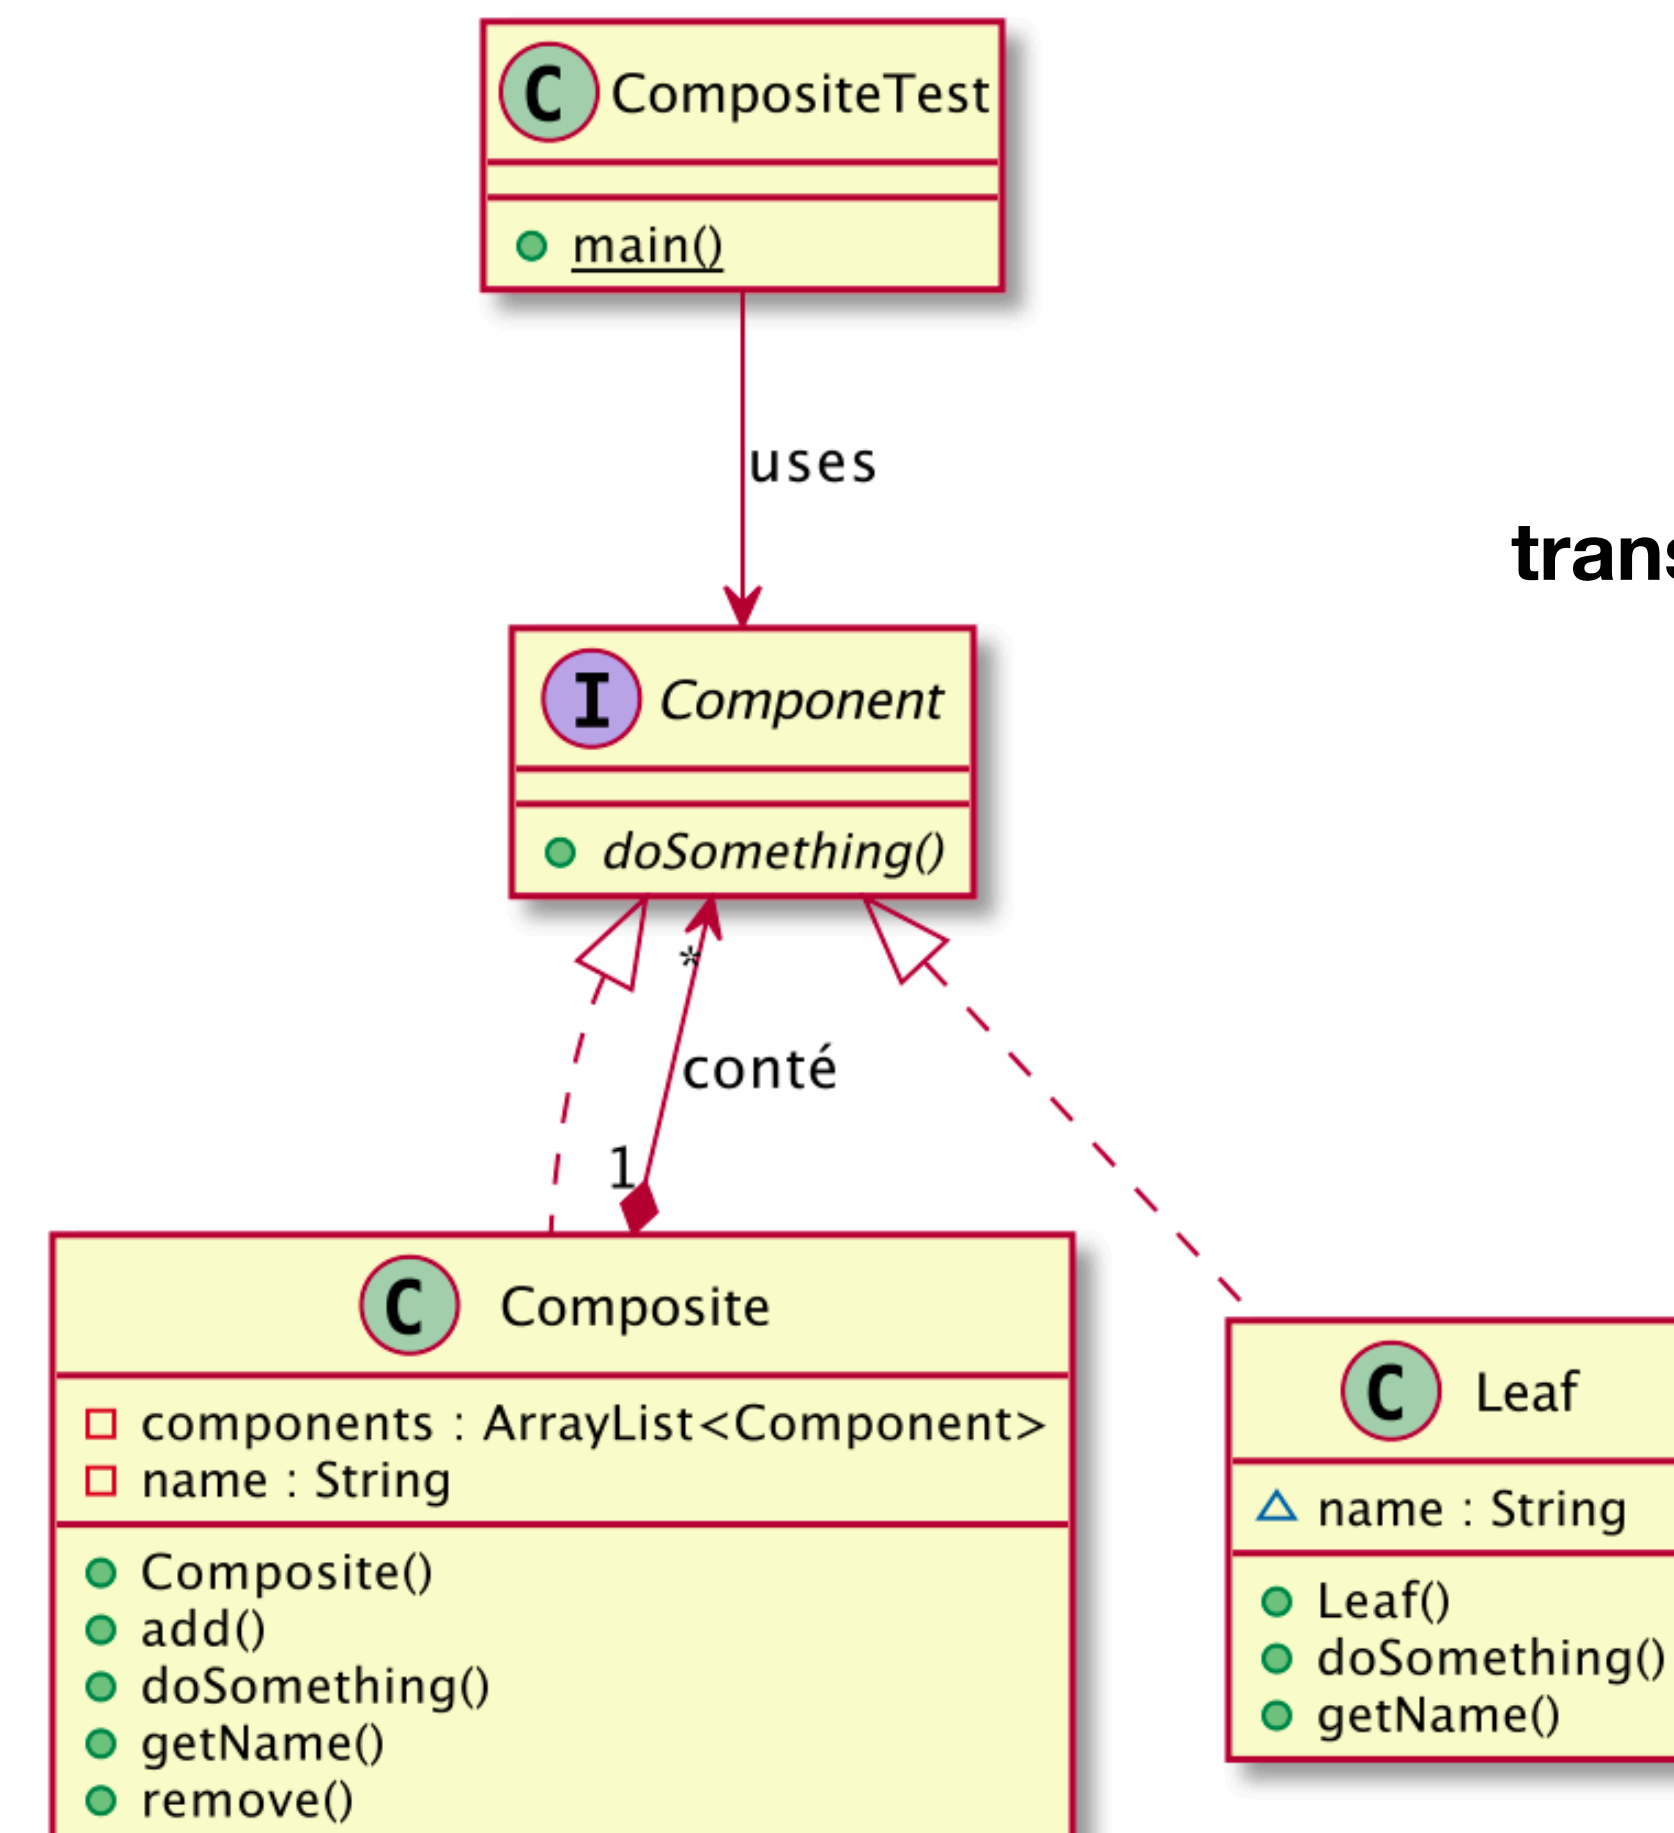 C CompositeTest
main()
uses
I Component
doSomething()
*
conté
1
C Composite
components : ArrayList<Component>
name : String
Composite()
add()
doSomething()
getName()
remove()
C Leaf
name : String
Leaf()
doSomething()
getName()